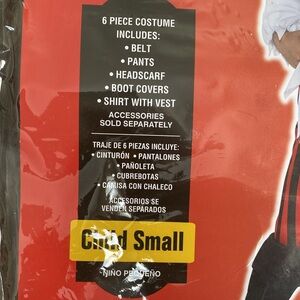 6 PIECE COSTUME
INCLUDES:
• BELT
• PANTS
• HEADSCARF
• BOOT COVERS
• SHIRT WITH VEST
ACCESSORIES
SOLD SEPARATELY
TRAJE DE 6 PIEZAS INCLUYE:
• CINTURÓN • PANTALONES
• PAÑOLETA
• CUBREBOTAS
• CAMISA CON CHALECO
ACCESORIOS SE
VENDEN SEPARADOS
Child Small
NIÑO PEQUEÑO